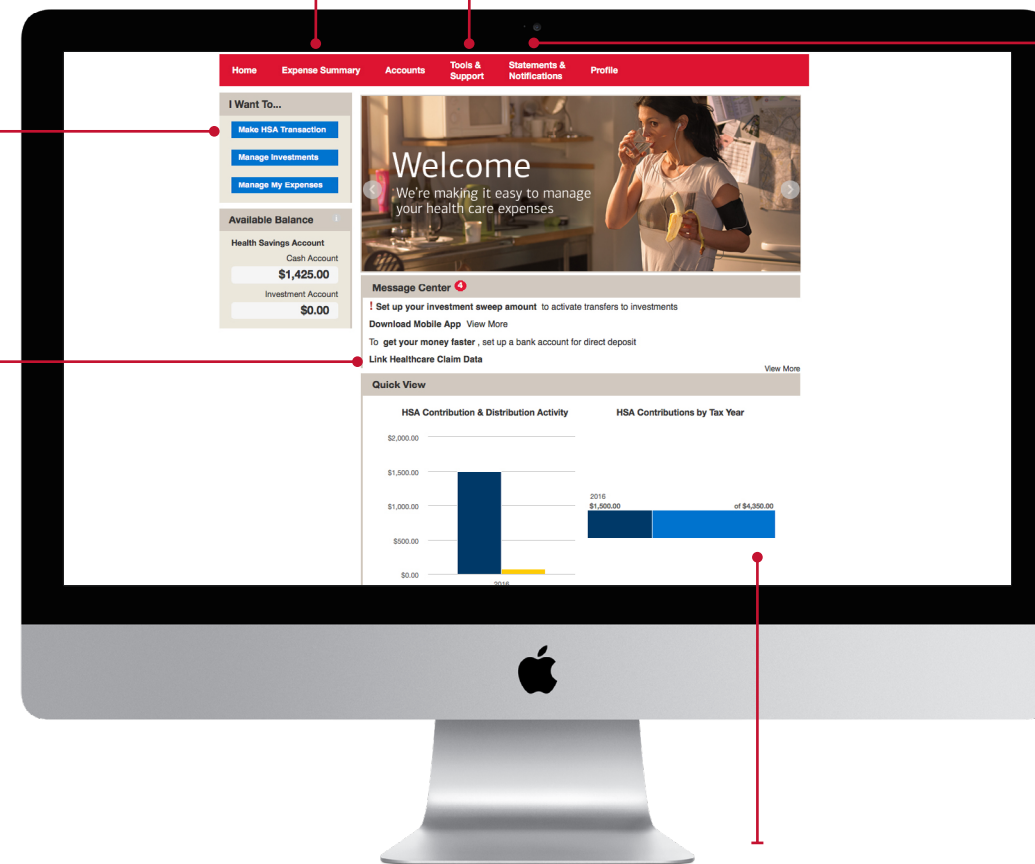 Home Expense Summary Accounts Tools & Support Statements & Notifications Profile
I Want To...
Make HSA Transaction
Manage Investments
Manage My Expenses
Available Balance
Health Savings Account
Cash Account
$1,425.00
Investment Account
$0.00
Welcome
We're making it easy to manage
your health care expenses
Message Center 4
! Set up your investment sweep amount to activate transfers to investments
Download Mobile App View More
To get your money faster , set up a bank account for direct deposit
Link Healthcare Claim Data
View More
Quick View
HSA Contribution & Distribution Activity
$2,000.00
$1,500.00
$1,000.00
$500.00
$0.00
2016
HSA Contributions by Tax Year
2016
$1,500.00 of $4,350.00